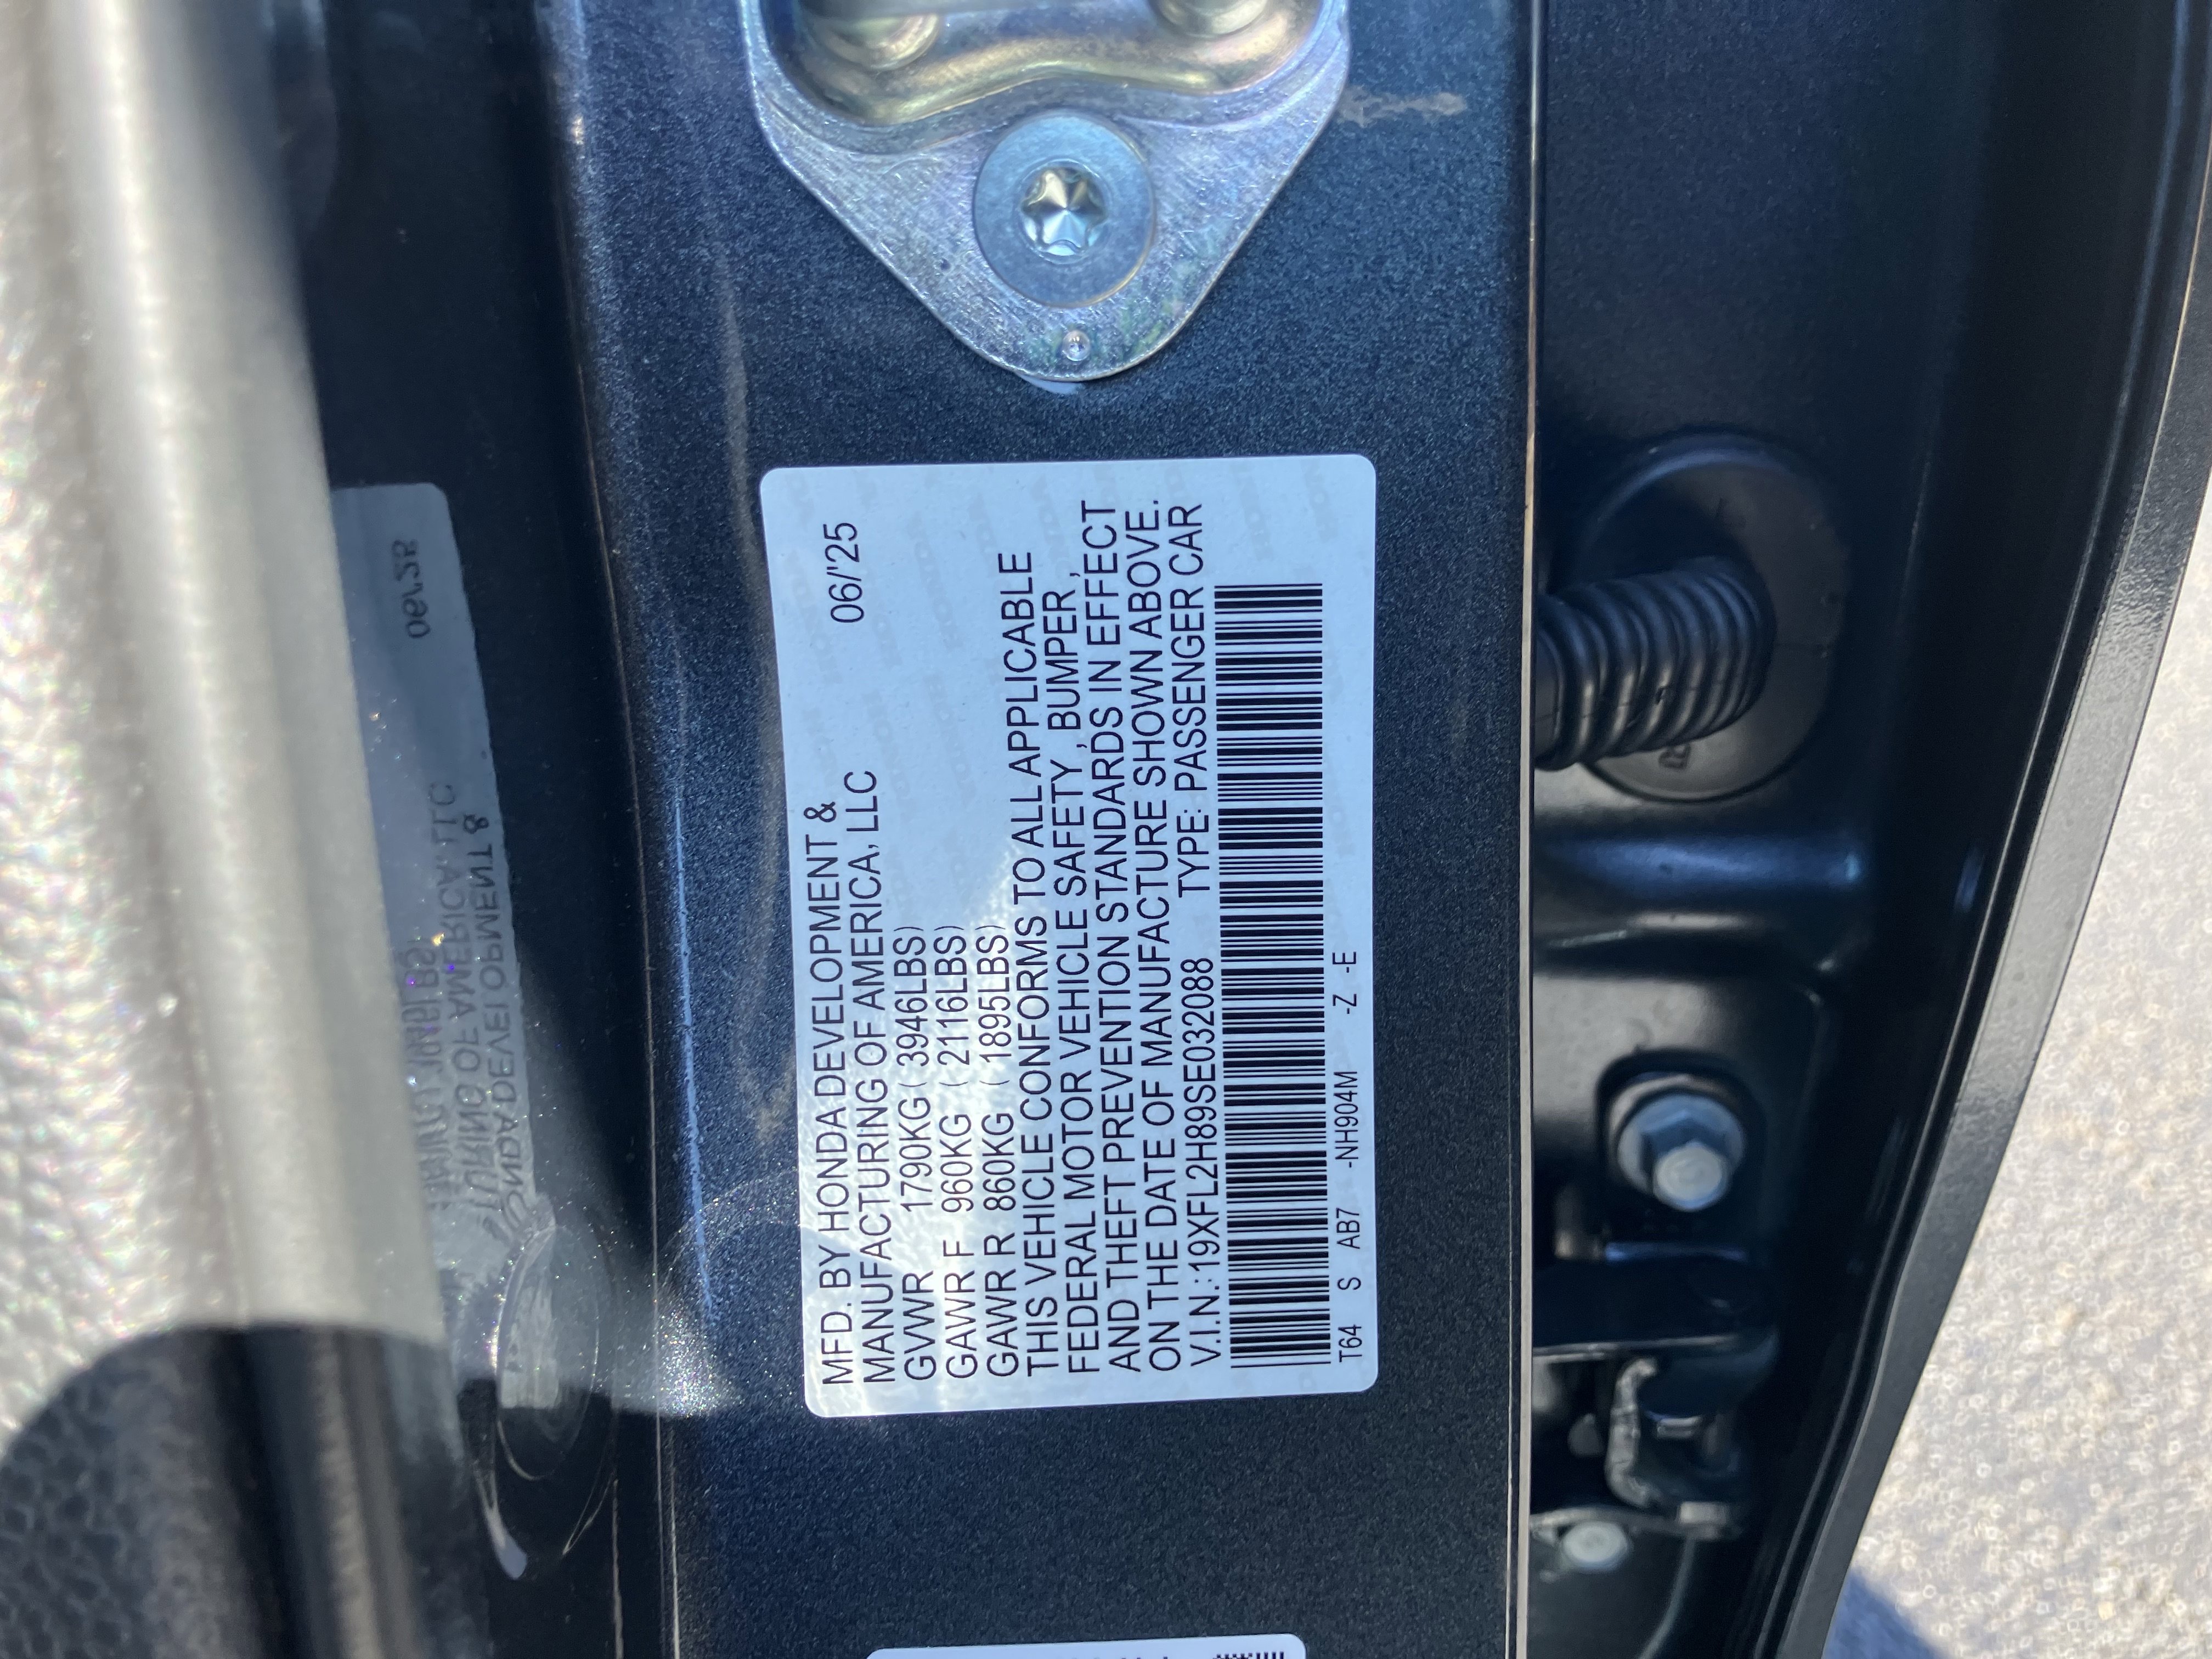 MFD. BY HONDA DEVELOPMENT & 06/'25
MANUFACTURING OF AMERICA, LLC
GVWR 1790KG ( 3946LBS)
GAWR F 960KG ( 2116LBS)
GAWR R 860KG ( 1895LBS)
THIS VEHICLE CONFORMS TO ALL APPLICABLE
FEDERAL MOTOR VEHICLE SAFETY, BUMPER,
AND THEFT PREVENTION STANDARDS IN EFFECT
ON THE DATE OF MANUFACTURE SHOWN ABOVE.
V.I.N.:19XFL2H89SE032088 TYPE: PASSENGER CAR
T64 S AB7 -NH904M -Z -E